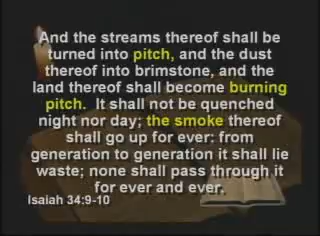 And the streams thereof shall be
turned into pitch, and the dust
thereof into brimstone, and the
land thereof shall become burning
pitch.  It shall not be quenched
night nor day; the smoke thereof
shall go up for ever: from
generation to generation it shall lie
waste; none shall pass through it
for ever and ever.
Isaiah 34:9-10